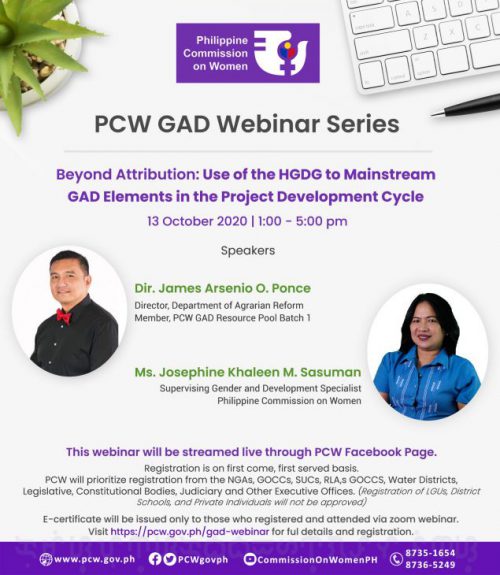 Philippine
Commission
on Women
PCW GAD Webinar Series
Beyond Attribution: Use of the HGDG to Mainstream
GAD Elements in the Project Development Cycle
13 October 2020 | 1:00 - 5:00 pm
Speakers
Dir. James Arsenio O. Ponce
Director, Department of Agrarian Reform
Member, PCW GAD Resource Pool Batch 1
Ms. Josephine Khaleen M. Sasuman
Supervising Gender and Development Specialist
Philippine Commission on Women
This webinar will be streamed live through PCW Facebook Page.
Registration is on first come, first served basis.
PCW will prioritize registration from the NGAs, GOCCs, SUCs, RLA,s GOCCS, Water Districts,
Legislative, Constitutional Bodies, Judiciary and Other Executive Offices. (Registration of LGUs, District
Schools, and Private Individuals will not be approved)
E-certificate will be issued only to those who registered and attended via zoom webinar.
Visit https://pcw.gov.ph/gad-webinar for ful details and registration.
www.pcw.gov.ph PCWgovph CommissionOnWomenPH 8735-1654
8736-5249